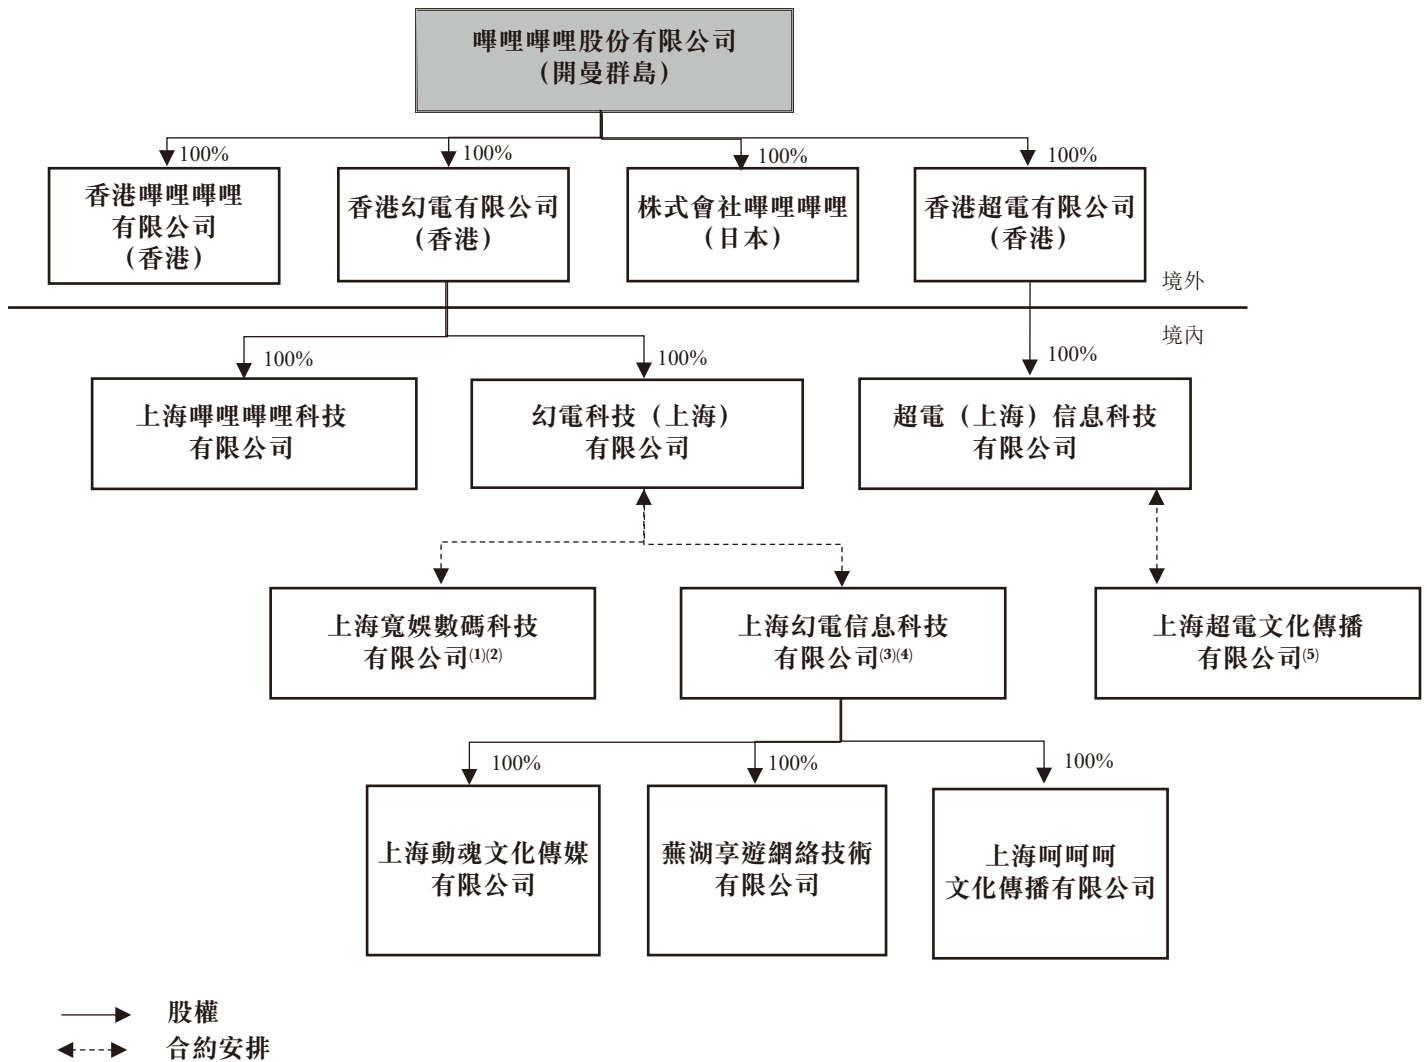 嗶哩嗶哩股份有限公司
（開曼群島）
100%
100%
100%
100%
香港嗶哩嗶哩
有限公司
（香港）
香港幻電有限公司
（香港）
株式會社嗶哩嗶哩
（日本）
香港超電有限公司
（香港）
境外
境內
100%
100%
100%
上海嗶哩嗶哩科技
有限公司
幻電科技（上海）
有限公司
超電（上海）信息科技
有限公司
上海寬娛數碼科技
有限公司(1)(2)
上海幻電信息科技
有限公司(3)(4)
上海超電文化傳播
有限公司(5)
100%
100%
100%
上海動魂文化傳媒
有限公司
蕪湖享遊網絡技術
有限公司
上海呵呵呵
文化傳播有限公司
股權
合約安排